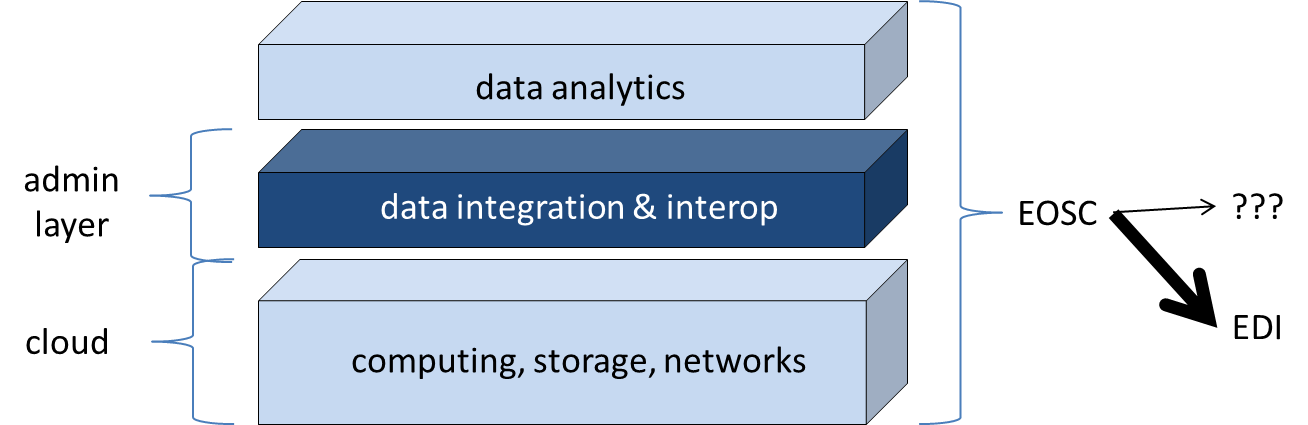 data analytics
admin
layer
data integration & interop
EOSC
???
cloud
computing, storage, networks
EDI